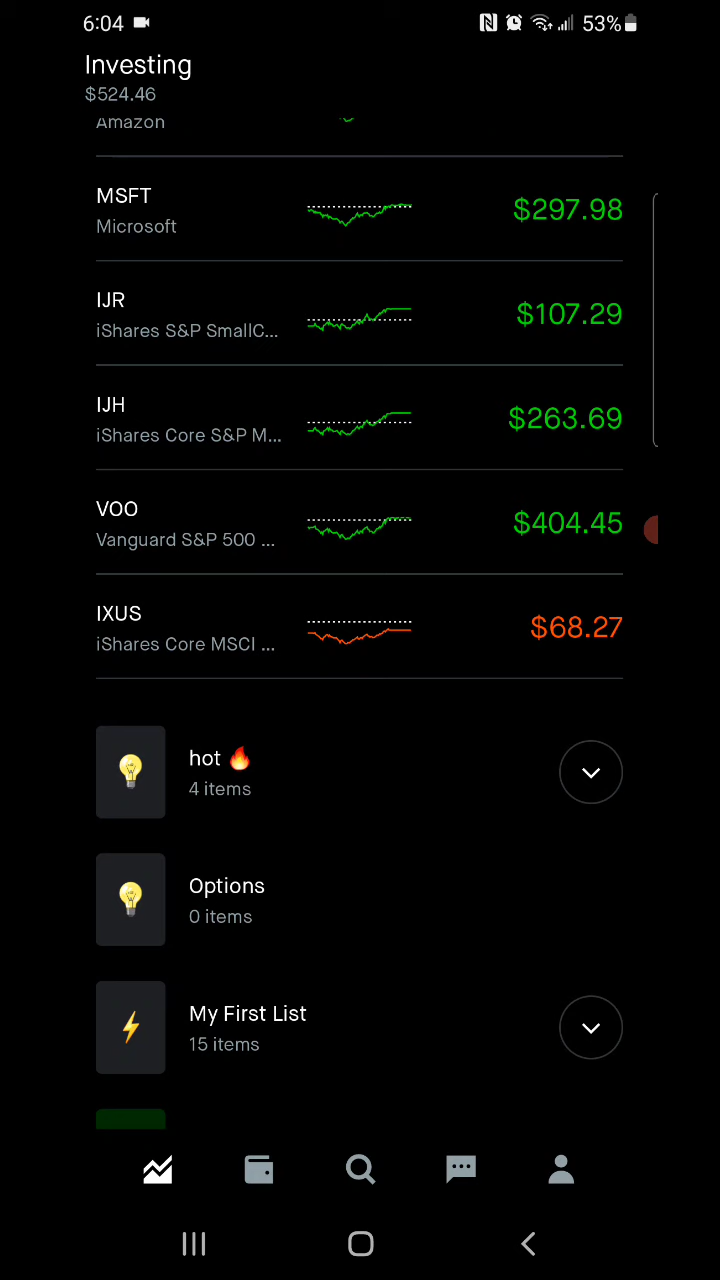 6:04
53%
Investing
$524.46
Amazon
MSFT
Microsoft
$297.98
IJR
iShares S&P SmallC...
$107.29
IJH
iShares Core S&P M...
$263.69
VOO
Vanguard S&P 500 ...
$404.45
IXUS
iShares Core MSCI ...
$68.27
hot 🔥
4 items
Options
0 items
My First List
15 items